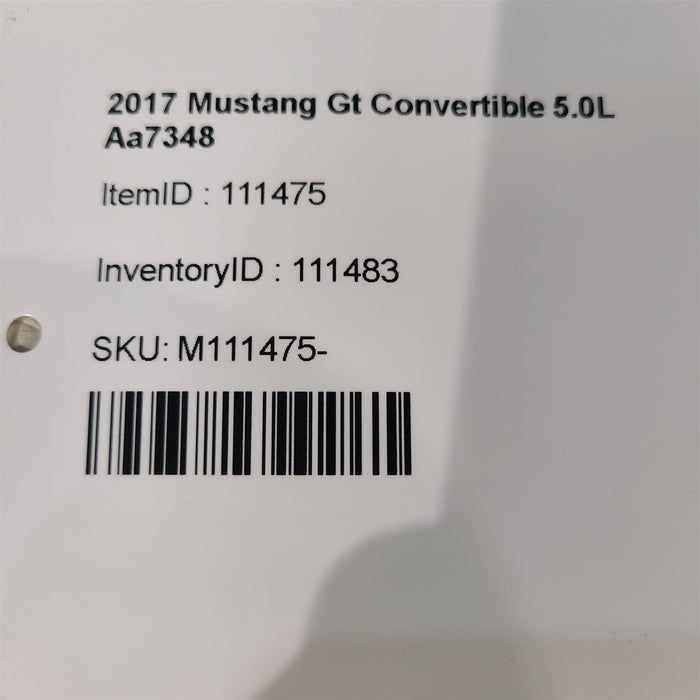 2017 Mustang Gt Convertible 5.0L
Aa7348
ItemID : 111475
InventoryID : 111483
SKU: M111475-